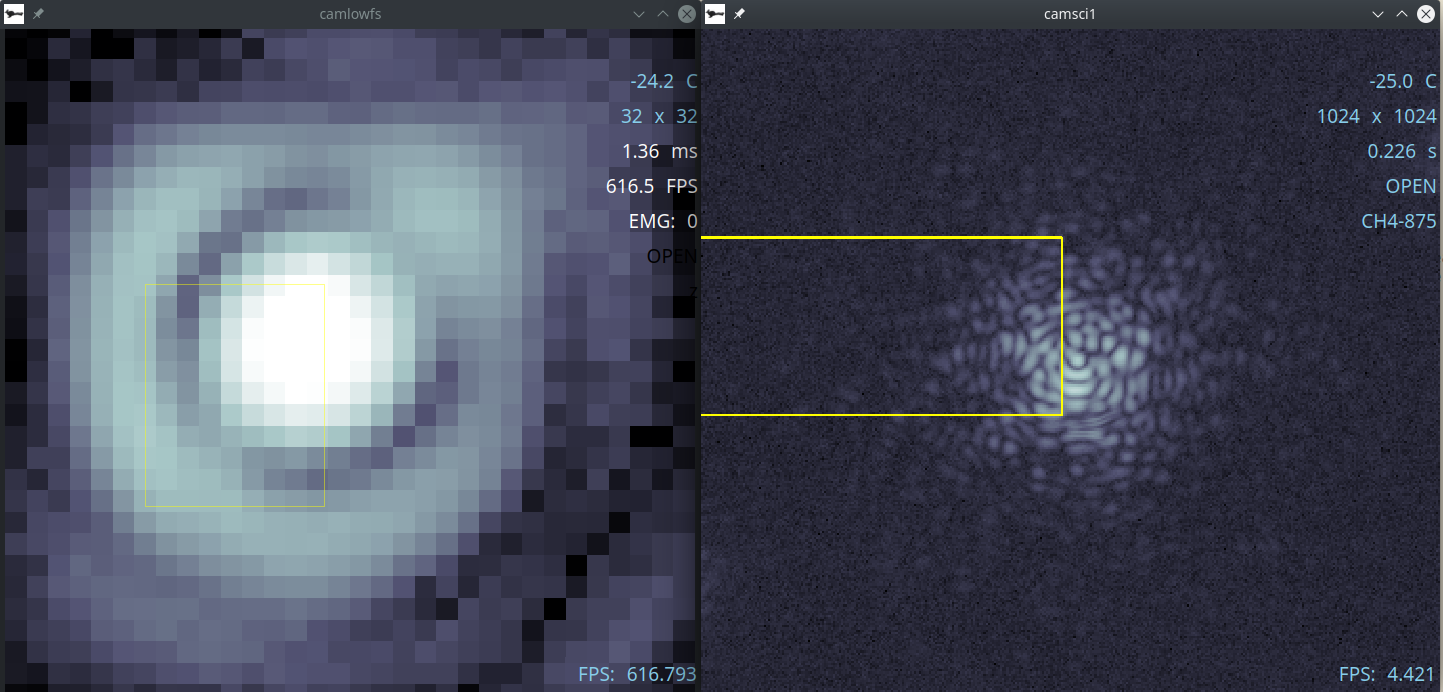 camlowfs
-24.2 C
32 x 32
1.36 ms
616.5 FPS
EMG: 0
OPEN
z
FPS: 616.793
camsci1
-25.0 C
1024 x 1024
0.226 s
OPEN
CH4-875
FPS: 4.421